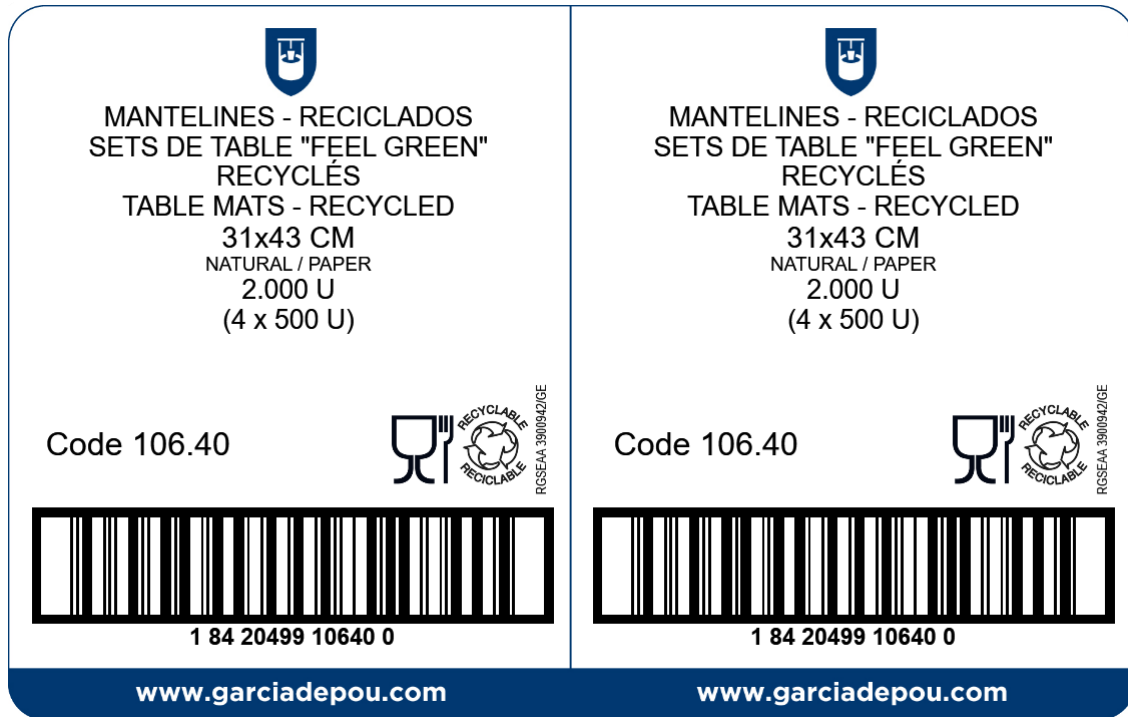 MANTELINES - RECICLADOS
SETS DE TABLE "FEEL GREEN"
RECYCLÉS
TABLE MATS - RECYCLED
31x43 CM
NATURAL / PAPER
2.000 U
(4 x 500 U)
Code 106.40
RECYCLABLE
RECICLABLE
RGSEAA 3900942/GE
1 84 20499 10640 0
www.garciadepou.com
MANTELINES - RECICLADOS
SETS DE TABLE "FEEL GREEN"
RECYCLÉS
TABLE MATS - RECYCLED
31x43 CM
NATURAL / PAPER
2.000 U
(4 x 500 U)
Code 106.40
RECYCLABLE
RECICLABLE
RGSEAA 3900942/GE
1 84 20499 10640 0
www.garciadepou.com